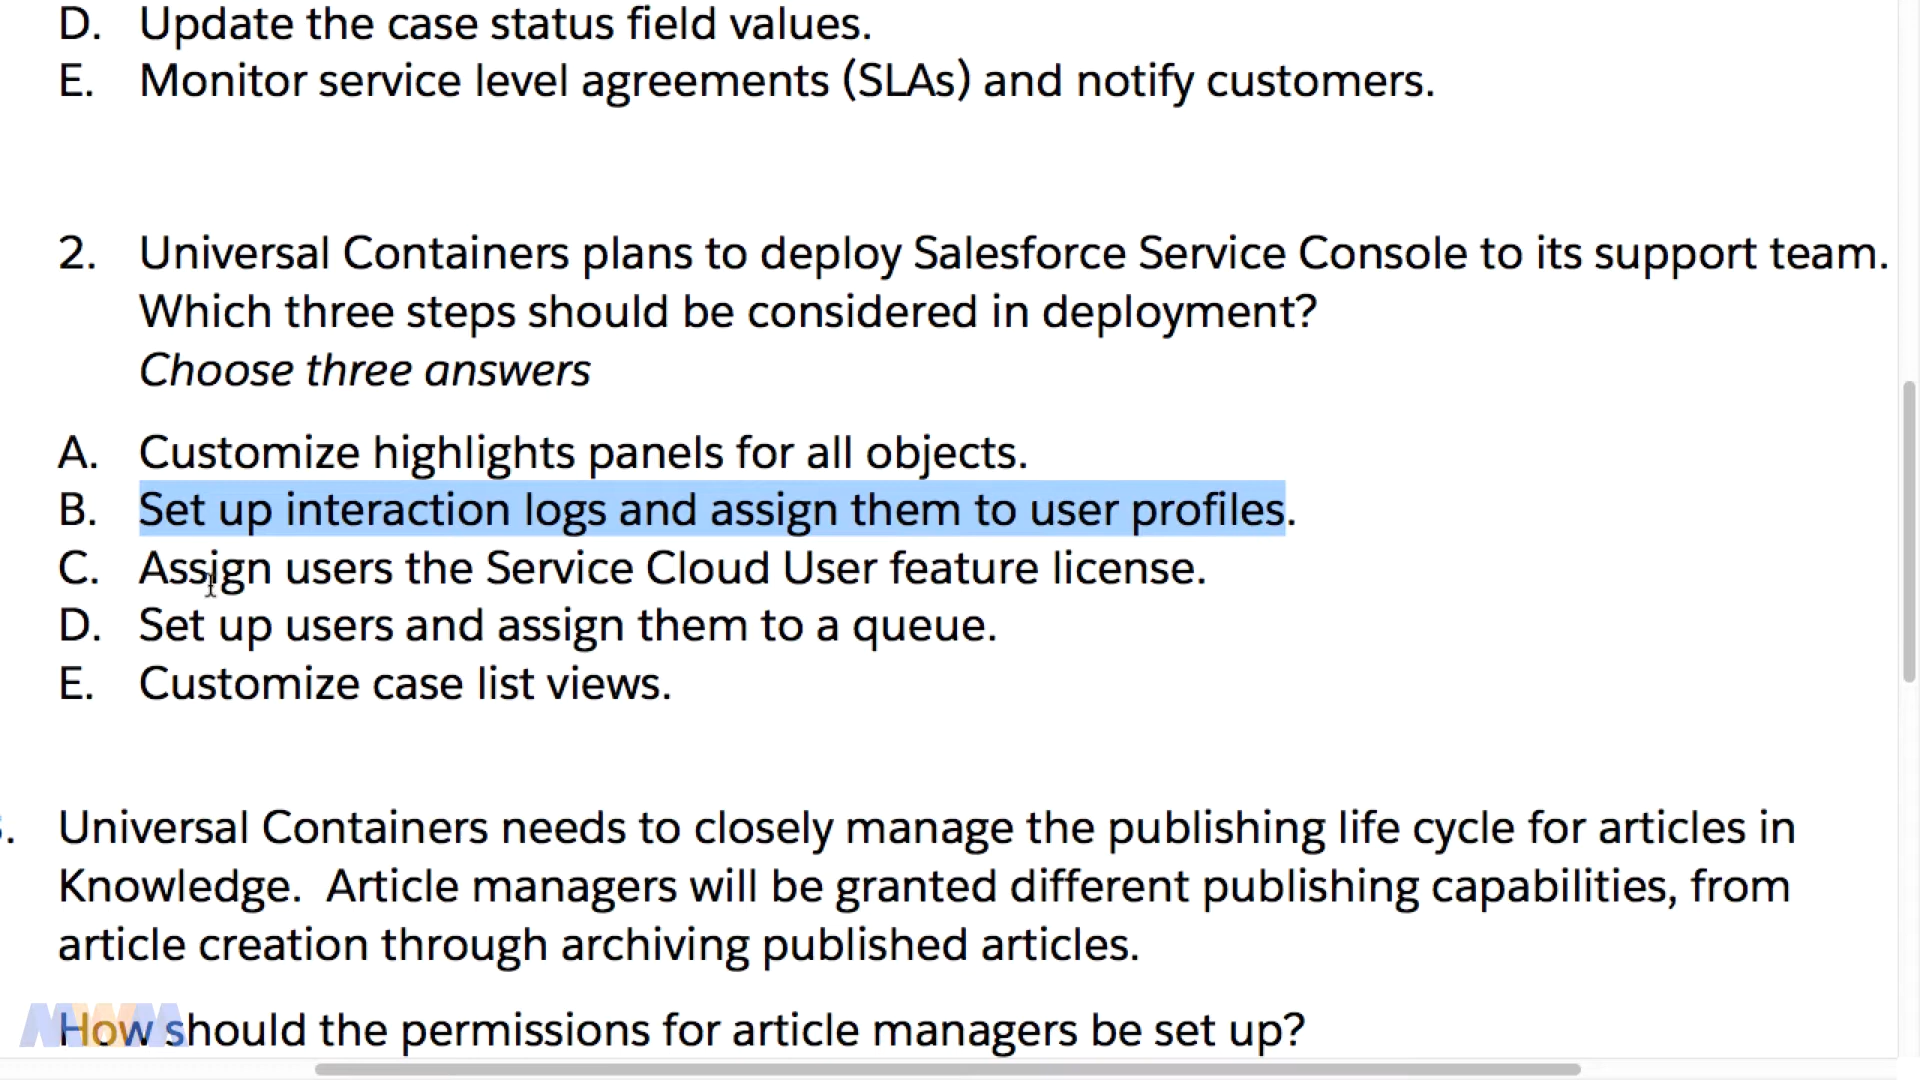 D. Update the case status field values.
E. Monitor service level agreements (SLAs) and notify customers.
2. Universal Containers plans to deploy Salesforce Service Console to its support team.
Which three steps should be considered in deployment?
Choose three answers
A. Customize highlights panels for all objects.
B. Set up interaction logs and assign them to user profiles.
C. Assign users the Service Cloud User feature license.
D. Set up users and assign them to a queue.
E. Customize case list views.
. Universal Containers needs to closely manage the publishing life cycle for articles in
Knowledge. Article managers will be granted different publishing capabilities, from
article creation through archiving published articles.
How should the permissions for article managers be set up?
MWM